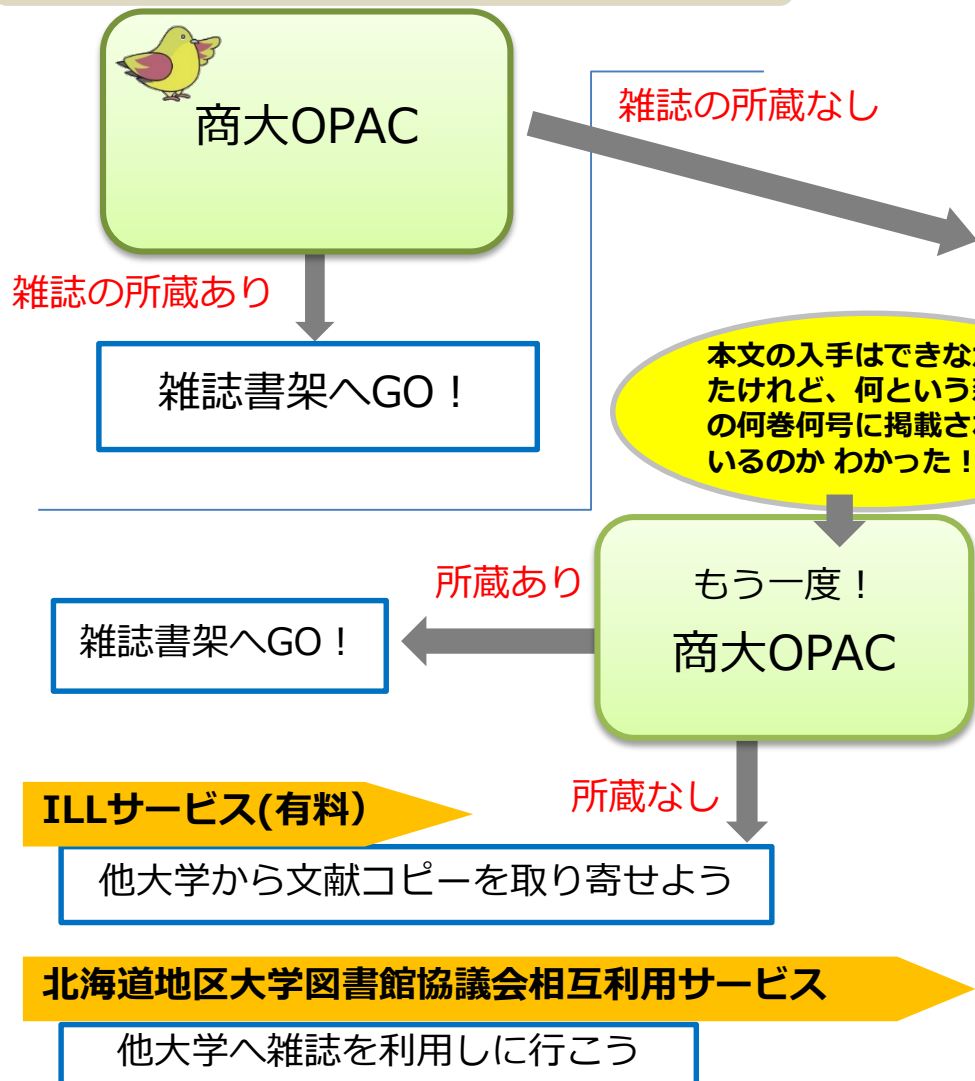 商大OPAC
雑誌の所蔵なし
雑誌の所蔵あり
雑誌書架へGO！
本文の入手はできな
たけれど、何という
の何巻何号に掲載さ
いるのか わかった！
所蔵あり
もう一度！
商大OPAC
雑誌書架へGO！
所蔵なし
ILLサービス(有料）
他大学から文献コピーを取り寄せよう
北海道地区大学図書館協議会相互利用サービス
他大学へ雑誌を利用しに行こう